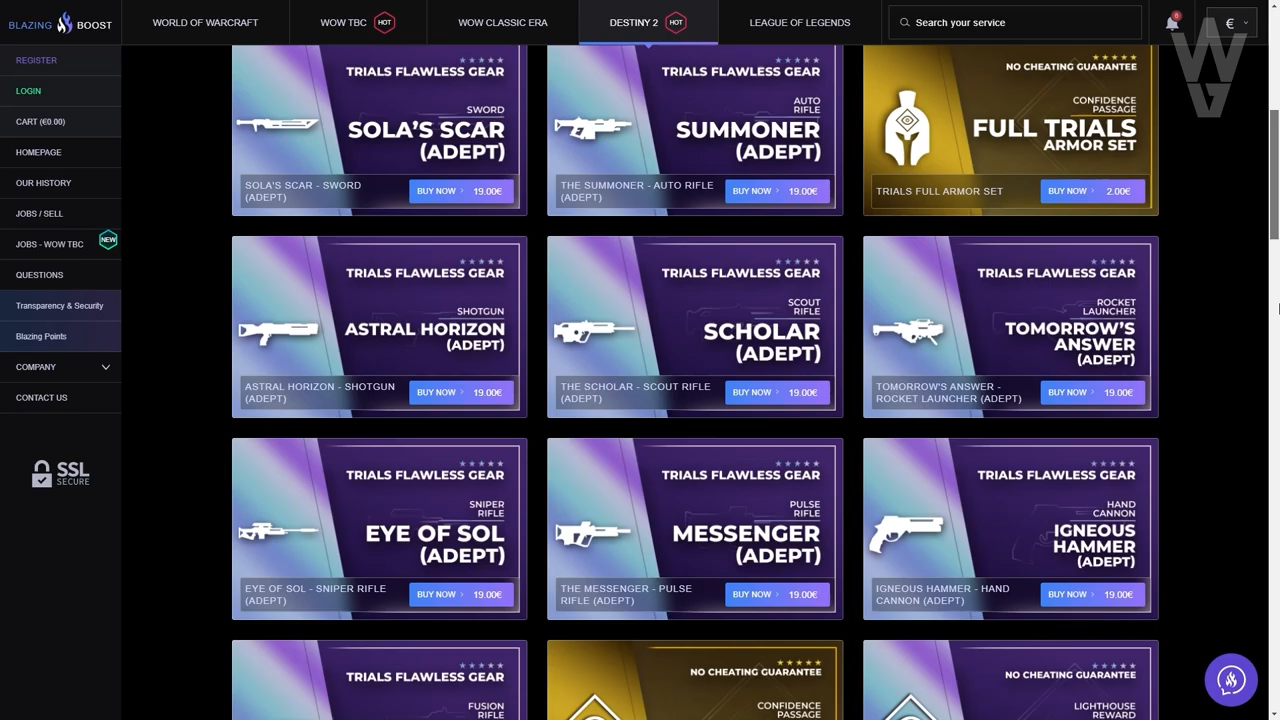 BLAZING BOOST
WORLD OF WARCRAFT
WOW TBC HOT
WOW CLASSIC ERA
DESTINY 2 HOT
LEAGUE OF LEGENDS
Search your service
8
€
REGISTER
LOGIN
CART (€0.00)
HOMEPAGE
OUR HISTORY
JOBS / SELL
JOBS - WOW TBC NEW
QUESTIONS
Transparency & Security
Blazing Points
COMPANY
CONTACT
SSL
SECURE
TRIALS FLAWLESS GEAR
SWORD
SOLA'S SCAR
(ADEPT)
SOLA'S SCAR - SWORD
(ADEPT)
BUY NOW 19.00€
TRIALS FLAWLESS GEAR
AUTO
RIFLE
SUMMONER
(ADEPT)
THE SUMMONER - AUTO RIFLE
(ADEPT)
BUY NOW 19.00€
NO CHEATING GUARANTEE
CONFIDENCE
PASSAGE
FULL TRIALS
ARMOR SET
TRIALS FULL ARMOR SET
BUY NOW 2.00€
TRIALS FLAWLESS GEAR
SHOTGUN
ASTRAL HORIZON
(ADEPT)
ASTRAL HORIZON - SHOTGUN
(ADEPT)
BUY NOW 19.00€
TRIALS FLAWLESS GEAR
SCOUT
RIFLE
SCHOLAR
(ADEPT)
THE SCHOLAR - SCOUT RIFLE
(ADEPT)
BUY NOW 19.00€
TRIALS FLAWLESS GEAR
ROCKET
LAUNCHER
TOMORROW'S
ANSWER
(ADEPT)
TOMORROW'S ANSWER -
ROCKET LAUNCHER (ADEPT)
BUY NOW 19.00€
TRIALS FLAWLESS GEAR
SNIPER
RIFLE
EYE OF SOL
(ADEPT)
EYE OF SOL - SNIPER RIFLE
(ADEPT)
BUY NOW 19.00€
TRIALS FLAWLESS GEAR
PULSE
RIFLE
MESSENGER
(ADEPT)
THE MESSENGER - PULSE
RIFLE (ADEPT)
BUY NOW 19.00€
TRIALS FLAWLESS GEAR
HAND
CANNON
IGNEOUS
HAMMER
(ADEPT)
IGNEOUS HAMMER - HAND
CANNON (ADEPT)
BUY NOW 19.00€
TRIALS FLAWLESS GEAR
FUSION
RIFLE
NO CHEATING GUARANTEE
CONFIDENCE
PASSAGE
NO CHEATING GUARANTEE
LIGHTHOUSE
REWARD